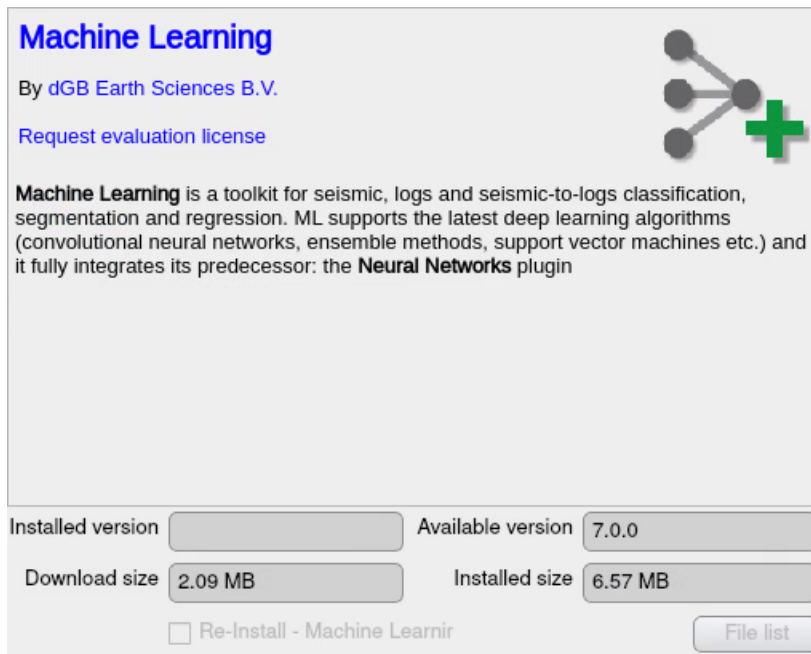 Machine Learning
By dGB Earth Sciences B.V.
Request evaluation license
Machine Learning is a toolkit for seismic, logs and seismic-to-logs classification,
segmentation and regression. ML supports the latest deep learning algorithms
(convolutional neural networks, ensemble methods, support vector machines etc.) and
it fully integrates its predecessor: the Neural Networks plugin
Installed version Available version 7.0.0
Download size 2.09 MB Installed size 6.57 MB
Re-Install - Machine Learnir File list